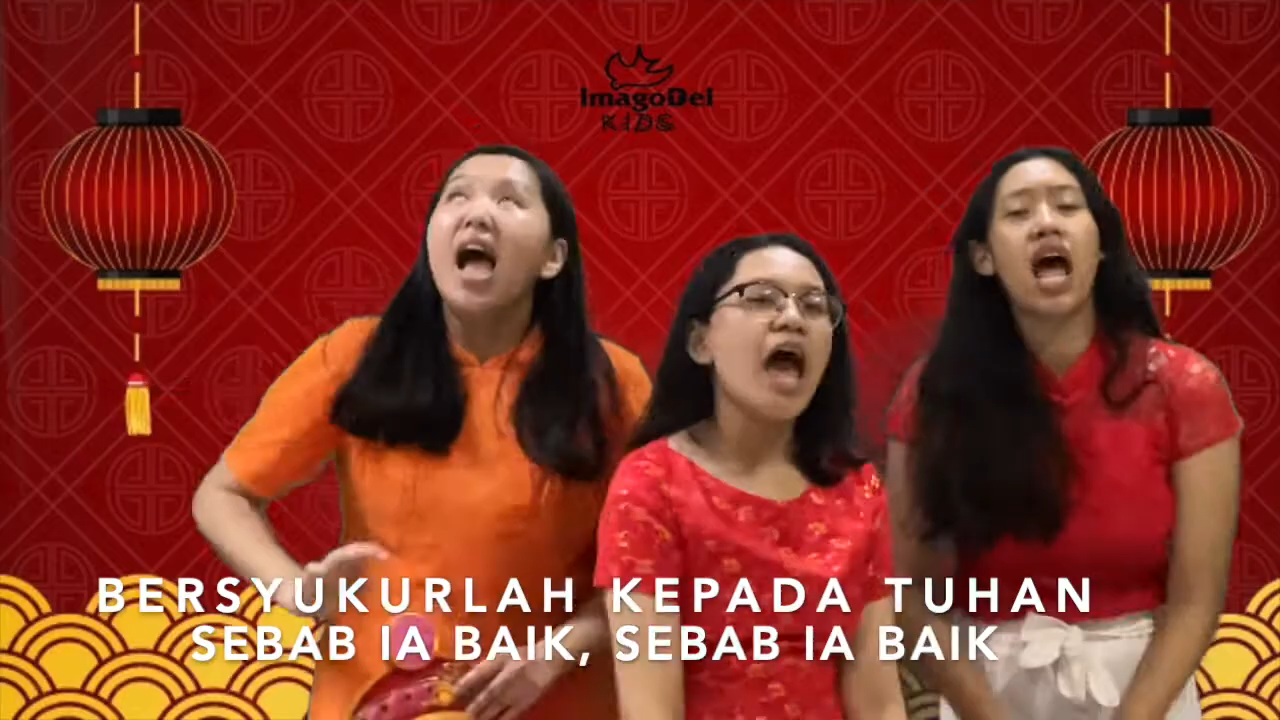 ImagoDei
KIDS
BERSYUKURLAH KEPADA TUHAN
SEBAB IA BAIK, SEBAB IA BAIK